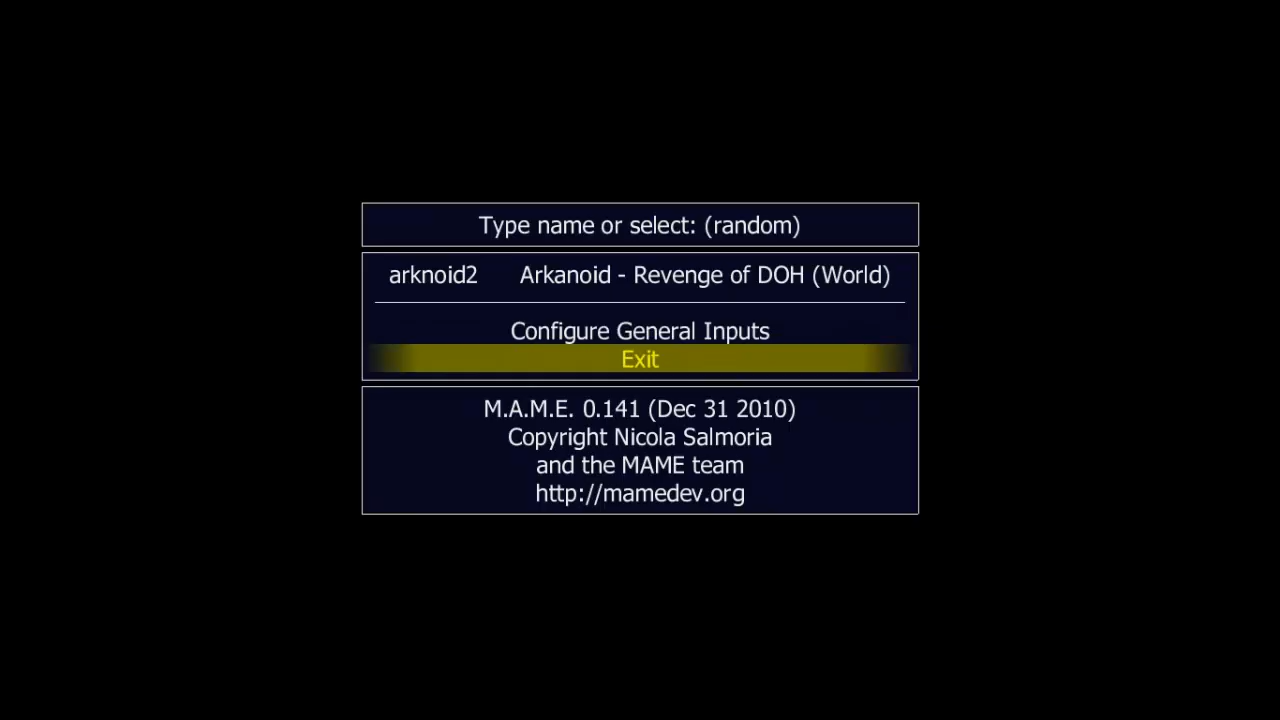 Type name or select: (random)
arknoid2 Arkanoid - Revenge of DOH (World)
Configure General Inputs
Exit
M.A.M.E. 0.141 (Dec 31 2010)
Copyright Nicola Salmoria
and the MAME team
http://mamedev.org